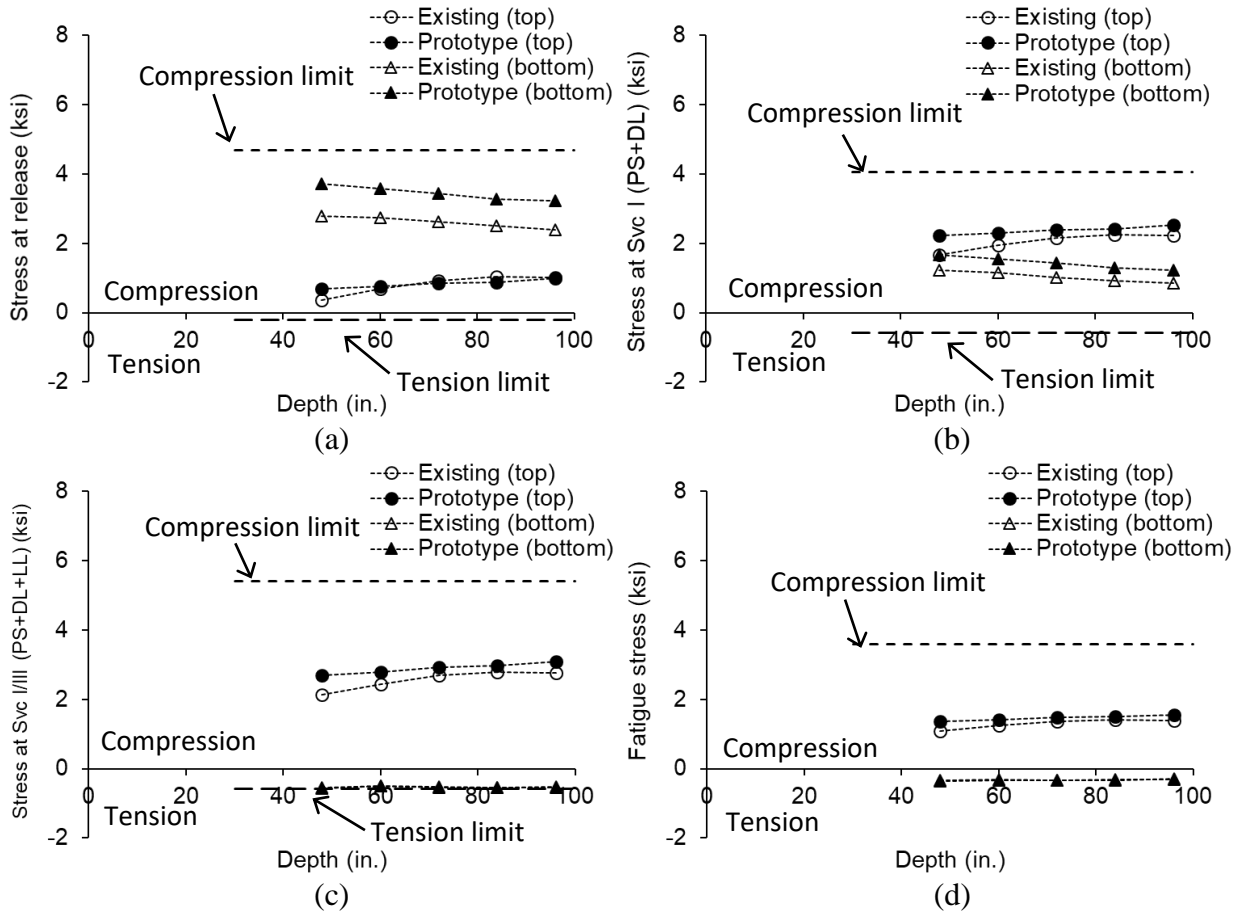 Existing (top)
Prototype (top)
Existing (bottom)
Prototype (bottom)
Compression limit
Stress at release (ksi)
8
6
4
2
0
-2
Compression
Tension
0 20 40 60 80 100
Tension limit
Depth (in.)
(a)
Existing (top)
Prototype (top)
Existing (bottom)
Prototype (bottom)
Compression limit
Stress at Svc I (PS+DL) (ksi)
8
6
4
2
0
-2
Compression
Tension
0 20 40 60 80 100
Tension limit
Depth (in.)
(b)
Existing (top)
Prototype (top)
Existing (bottom)
Prototype (bottom)
Compression limit
Stress at Svc I/III (PS+DL+LL) (ksi)
8
6
4
2
0
-2
Compression
Tension
0 20 40 60 80 100
Tension limit
Depth (in.)
(c)
Existing (top)
Prototype (top)
Existing (bottom)
Prototype (bottom)
Compression limit
Fatigue stress (ksi)
8
6
4
2
0
-2
Compression
Tension
0 20 40 60 80 100
Depth (in.)
(d)